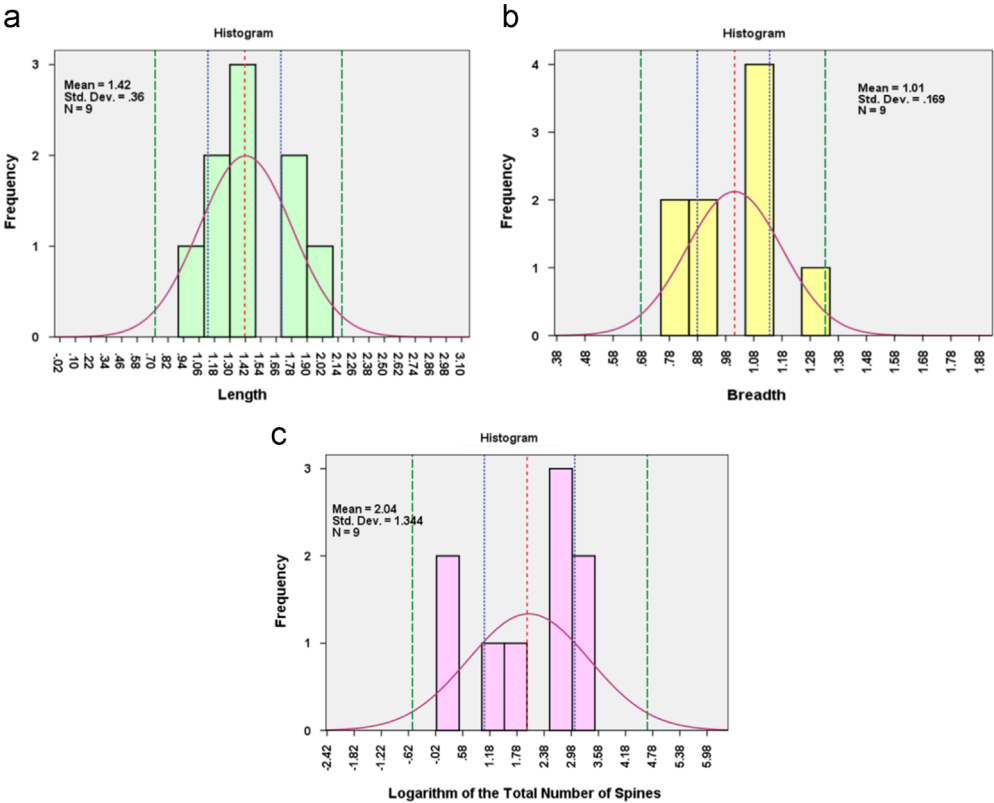 a
Histogram
Mean = 1.42
Std. Dev. = .36
N = 9
Frequency
3
2
1
0
-.02 .10 .22 .34 .46 .58 .70 .82 .94 1.06 1.18 1.30 1.42 1.54 1.66 1.78 1.90 2.02 2.14 2.26 2.38 2.50 2.62 2.74 2.86 2.98 3.10
Length
b
Histogram
Mean = 1.01
Std. Dev. = .169
N = 9
Frequency
4
3
2
1
0
.38 .48 .58 .68 .78 .88 .98 1.08 1.18 1.28 1.38 1.48 1.58 1.68 1.78 1.88
Breadth
c
Histogram
Mean = 2.04
Std. Dev. = 1.344
N = 9
Frequency
3
2
1
0
-2.42 -1.82 -1.22 -.62 -.02 .58 1.18 1.78 2.38 2.98 3.58 4.18 4.78 5.38 5.98
Logarithm of the Total Number of Spines